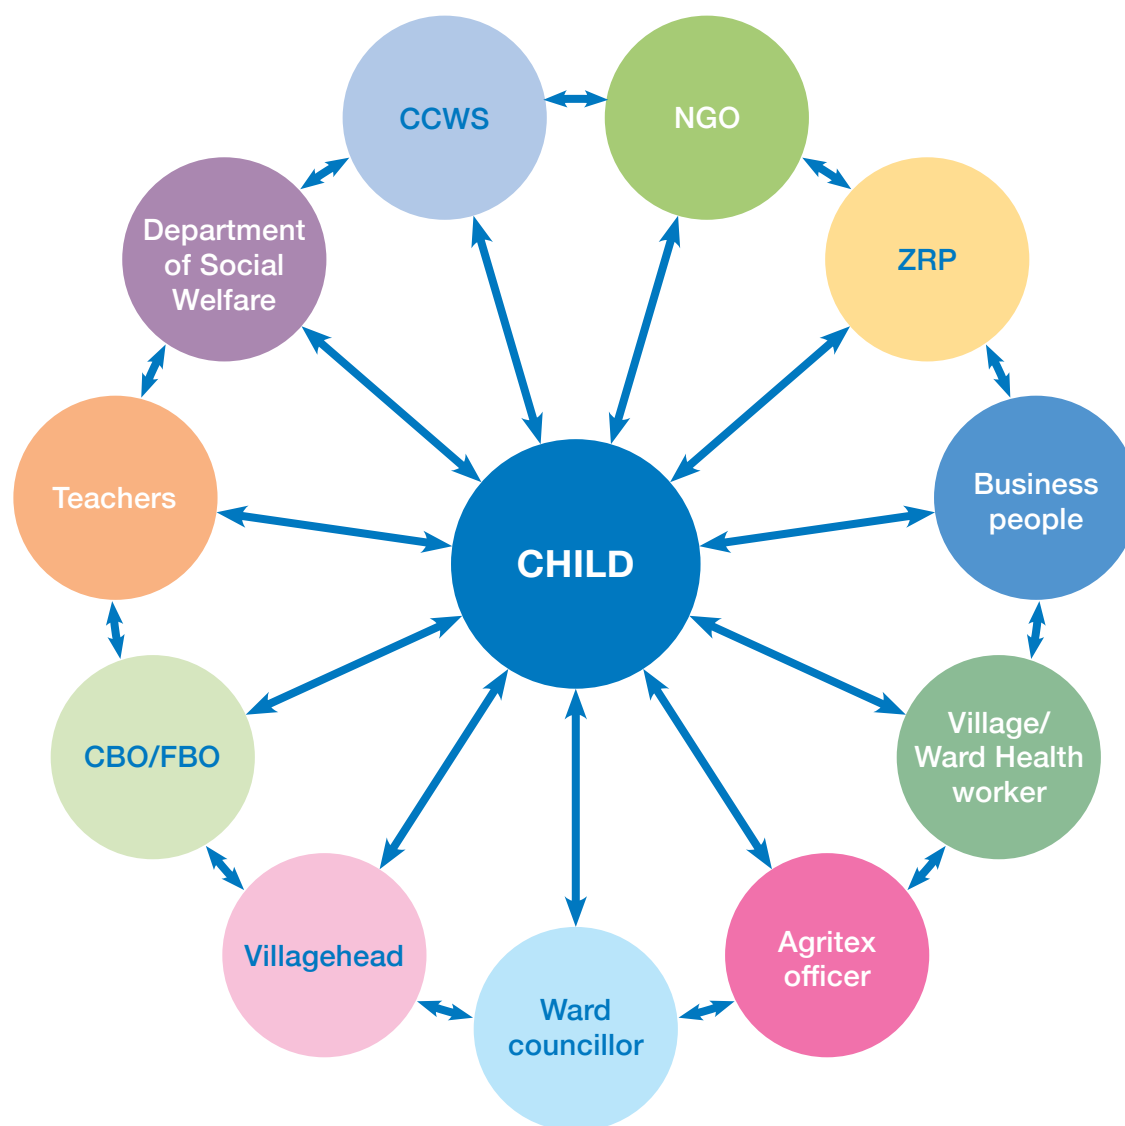 CCWS
NGO
Department
of Social
Welfare
ZRP
Teachers
Business
people
CHILD
CBO/FBO
Village/
Ward Health
worker
Villagehead
Agritex
officer
Ward
councillor